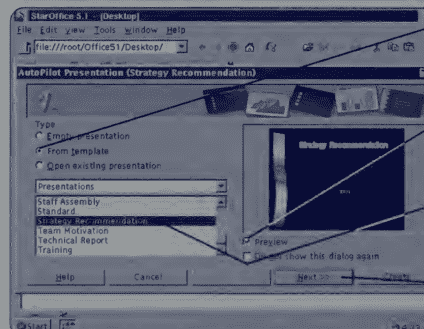 StarOffice 5.1 - [Desktop]
File Edit View Tools Window Help
file:///root/Office51/Desktop/
AutoPilot Presentation (Strategy Recommendation)
Type
Empty presentation
From template
Open existing presentation
Presentations
Staff Assembly
Standard
Strategy Recommendation
Team Motivation
Technical Report
Training
Strategy Recommendation
Preview
show this dialog again
Help Cancel Next >> Create
Start